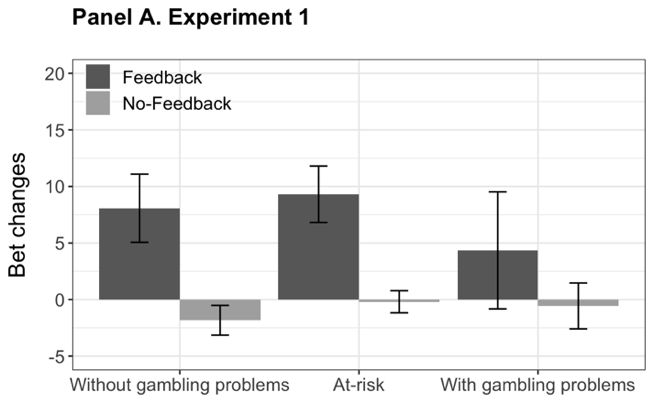 Panel A. Experiment 1
Feedback
No-Feedback
Bet changes
20
15
10
5
0
-5
Without gambling problems
At-risk
With gambling problems